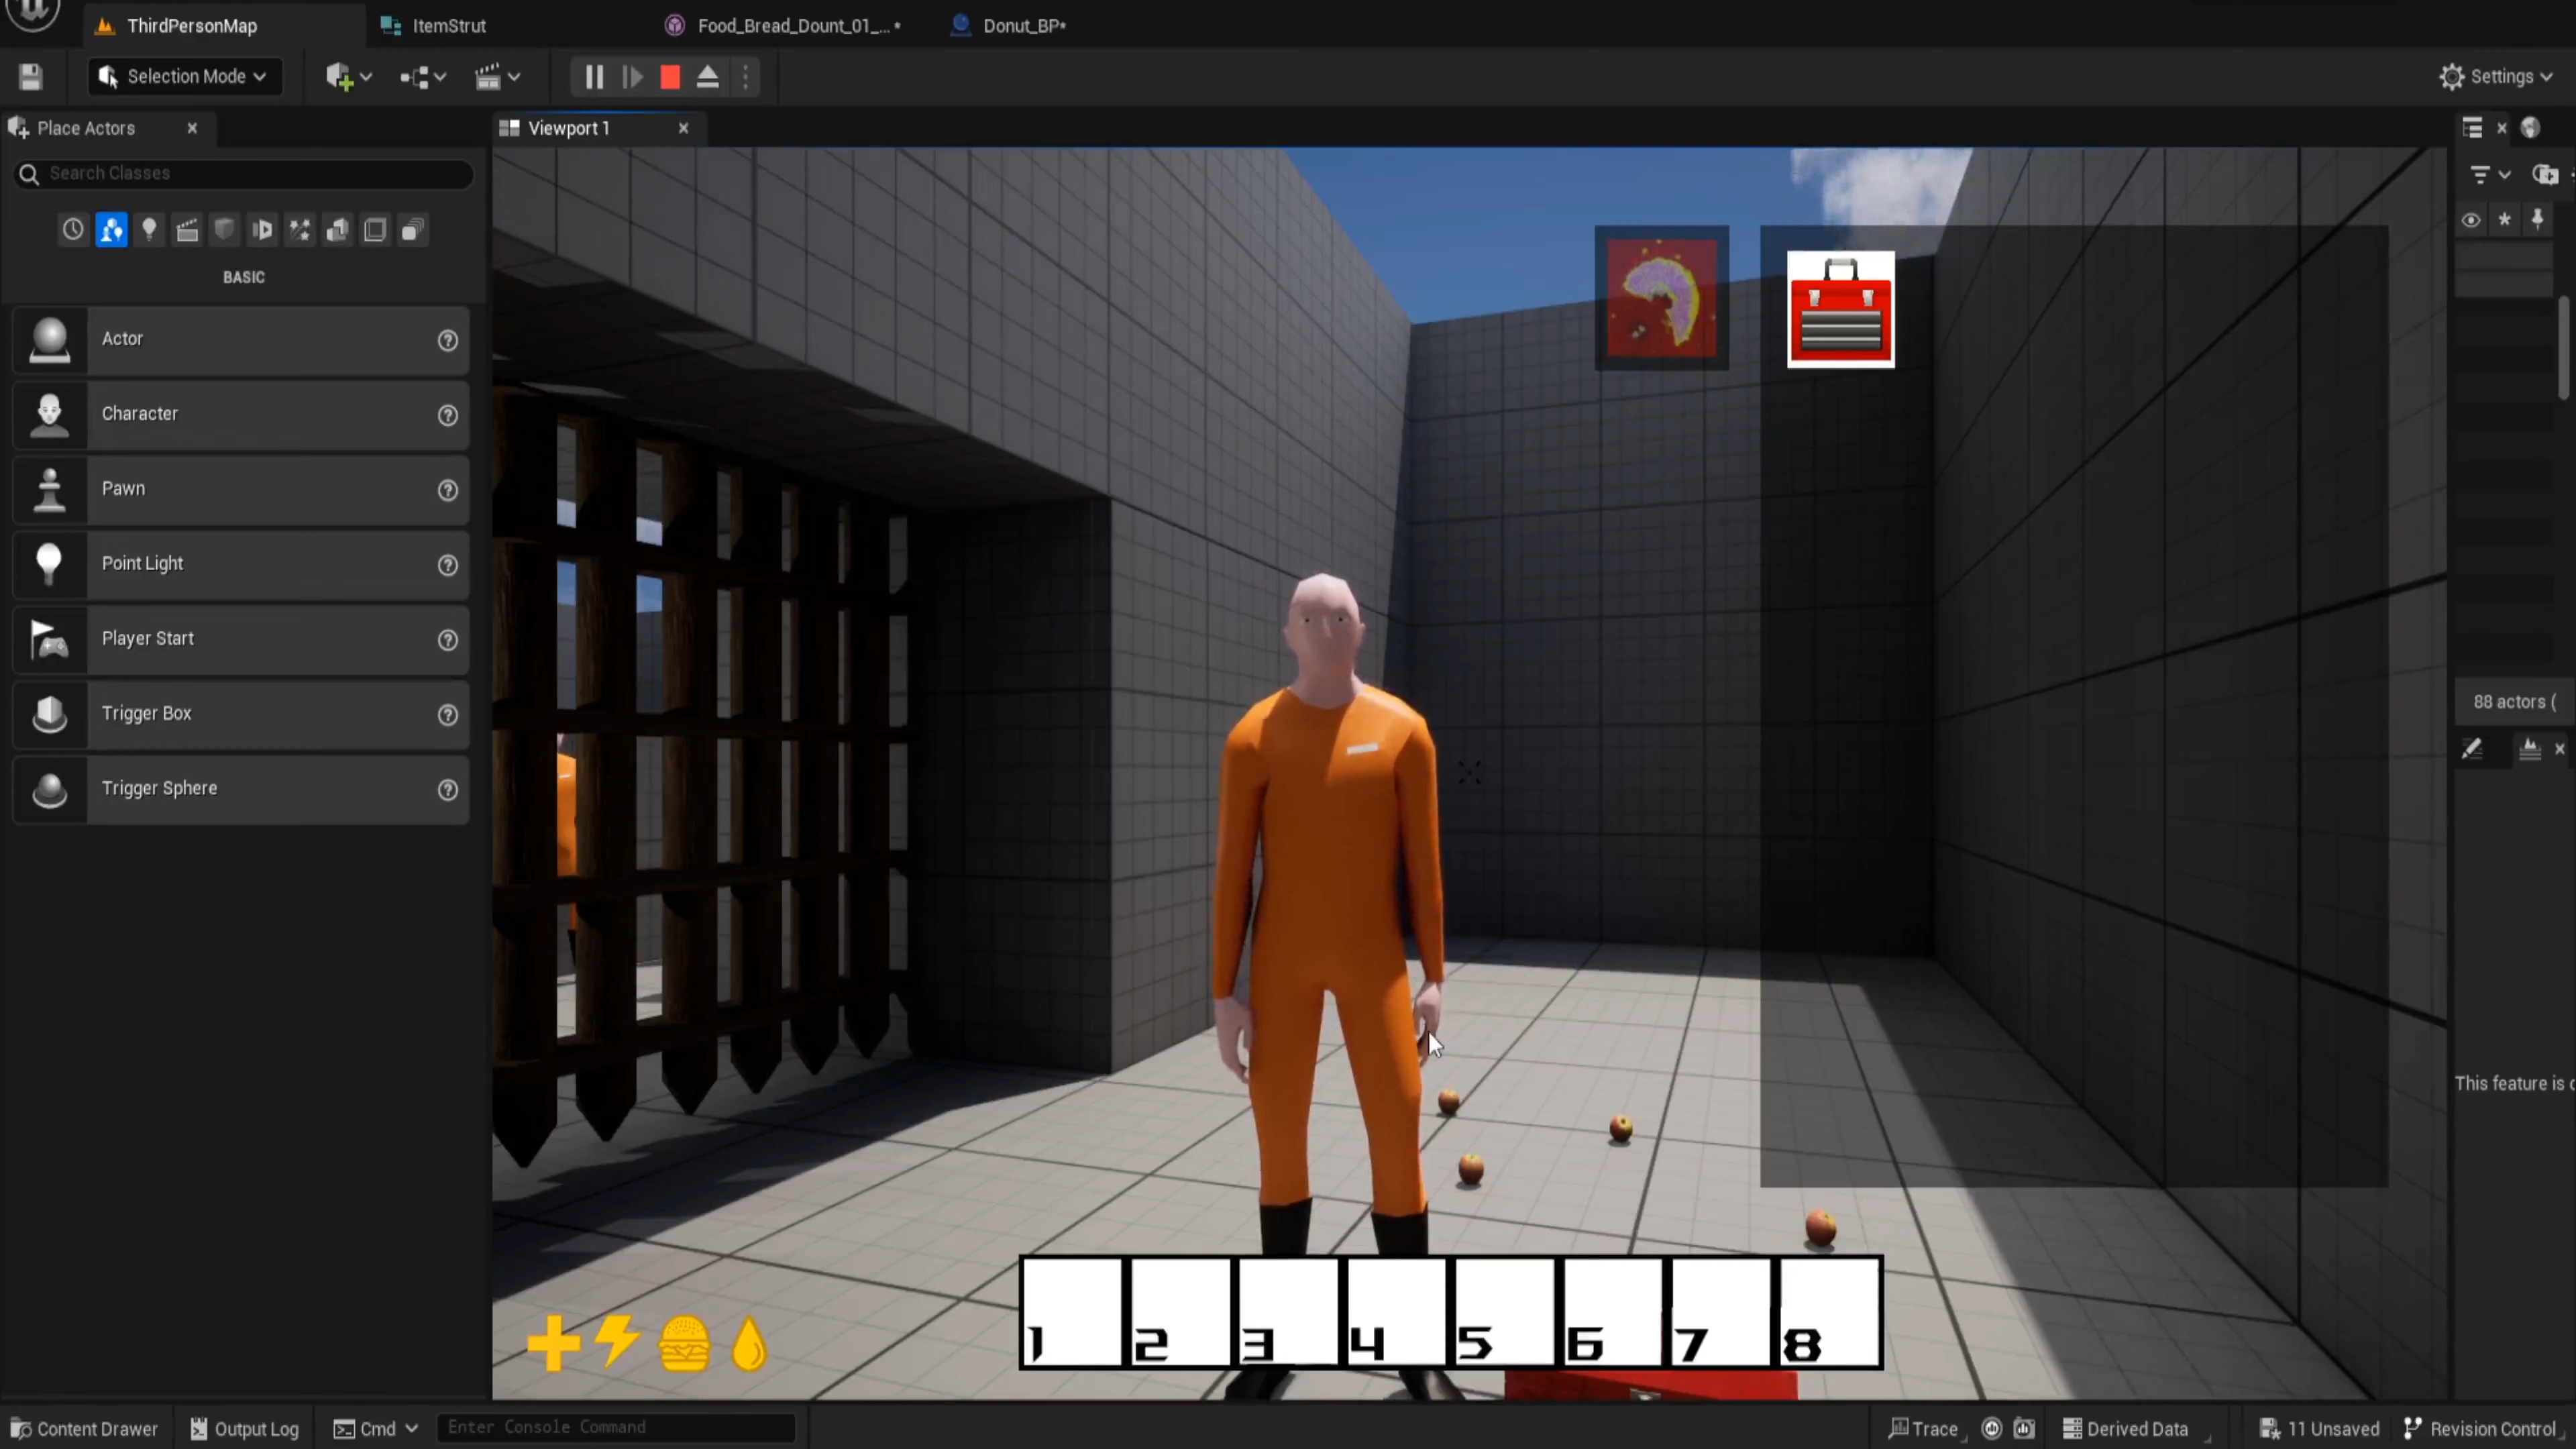 ThirdPersonMap
ItemStrut
Food_Bread_Dount_01_... •
Donut_BP*
Selection Mode
Settings
Place Actors
Viewport 1
Search Classes
BASIC
Actor
Character
Pawn
Point Light
Player Start
Trigger Box
Trigger Sphere
88 actors (
This feature is
1 2 3 4 5 6 7 8
Content Drawer
Output Log
Cmd
Enter Console Command
Trace
Derived Data
11 Unsaved
Revision Control